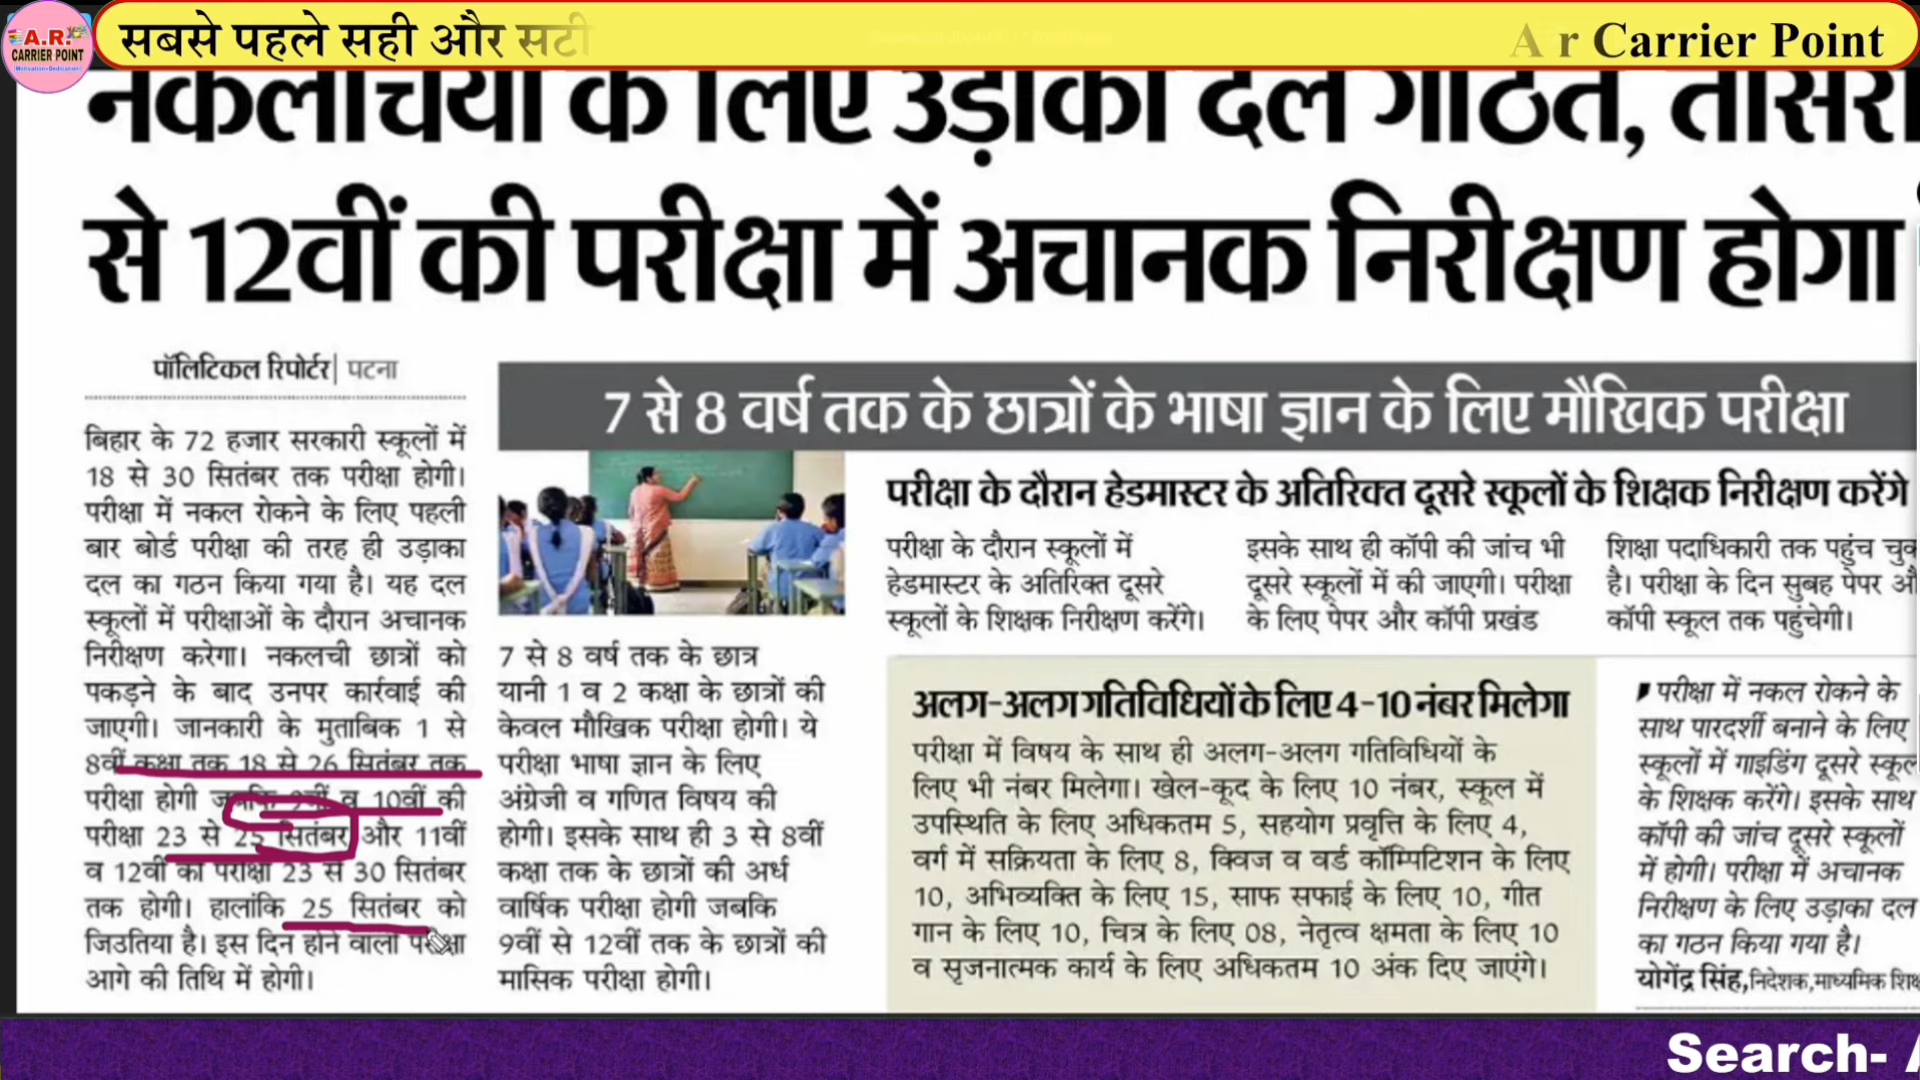 A.R.
CARRIER POINT
(Motivation+Dedication)
सबसे पहले सही और सटी
A r Carrier Point
नकलचियों के लिए उड़ाका दल गठित, तीसरी
से 12वीं की परीक्षा में अचानक निरीक्षण होगा
पॉलिटिकल रिपोर्टर| पटना
बिहार के 72 हजार सरकारी स्कूलों में
18 से 30 सितंबर तक परीक्षा होगी।
परीक्षा में नकल रोकने के लिए पहली
बार बोर्ड परीक्षा की तरह ही उड़ाका
दल का गठन किया गया है। यह दल
स्कूलों में परीक्षाओं के दौरान अचानक
निरीक्षण करेगा। नकलची छात्रों को
पकड़ने के बाद उनपर कार्रवाई की
जाएगी। जानकारी के मुताबिक 1 से
8वीं कक्षा तक 18 से 26 सितंबर तक
परीक्षा होगी जबकि 9वीं व 10वीं की
परीक्षा 23 से 25 सितंबर और 11वीं
व 12वीं की परीक्षा 23 से 30 सितंबर
तक होगी। हालांकि 25 सितंबर को
जिउतिया है। इस दिन होने वाली परीक्षा
आगे की तिथि में होगी।
7 से 8 वर्ष तक के छात्रों के भाषा ज्ञान के लिए मौखिक परीक्षा
7 से 8 वर्ष तक के छात्र
यानी 1 व 2 कक्षा के छात्रों की
केवल मौखिक परीक्षा होगी। ये
परीक्षा भाषा ज्ञान के लिए
अंग्रेजी व गणित विषय की
होगी। इसके साथ ही 3 से 8वीं
कक्षा तक के छात्रों की अर्ध
वार्षिक परीक्षा होगी जबकि
9वीं से 12वीं तक के छात्रों की
मासिक परीक्षा होगी।
परीक्षा के दौरान हेडमास्टर के अतिरिक्त दूसरे स्कूलों के शिक्षक निरीक्षण करेंगे
परीक्षा के दौरान स्कूलों में
हेडमास्टर के अतिरिक्त दूसरे
स्कूलों के शिक्षक निरीक्षण करेंगे।
इसके साथ ही कॉपी की जांच भी
दूसरे स्कूलों में की जाएगी। परीक्षा
के लिए पेपर और कॉपी प्रखंड
शिक्षा पदाधिकारी तक पहुंच चुक
है। परीक्षा के दिन सुबह पेपर औ
कॉपी स्कूल तक पहुंचेगी।
अलग-अलग गतिविधियों के लिए 4-10 नंबर मिलेगा
परीक्षा में विषय के साथ ही अलग-अलग गतिविधियों के
लिए भी नंबर मिलेगा। खेल-कूद के लिए 10 नंबर, स्कूल में
उपस्थिति के लिए अधिकतम 5, सहयोग प्रवृत्ति के लिए 4,
वर्ग में सक्रियता के लिए 8, क्विज व वर्ड कॉम्पिटिशन के लिए
10, अभिव्यक्ति के लिए 15, साफ सफाई के लिए 10, गीत
गान के लिए 10, चित्र के लिए 08, नेतृत्व क्षमता के लिए 10
व सृजनात्मक कार्य के लिए अधिकतम 10 अंक दिए जाएंगे।
परीक्षा में नकल रोकने के
साथ पारदर्शी बनाने के लिए
स्कूलों में गाइडिंग दूसरे स्कूल
के शिक्षक करेंगे। इसके साथ
कॉपी की जांच दूसरे स्कूलों
में होगी। परीक्षा में अचानक
निरीक्षण के लिए उड़ाका दल
का गठन किया गया है।
योगेंद्र सिंह, निदेशक, माध्यमिक शिक्ष
Search- A